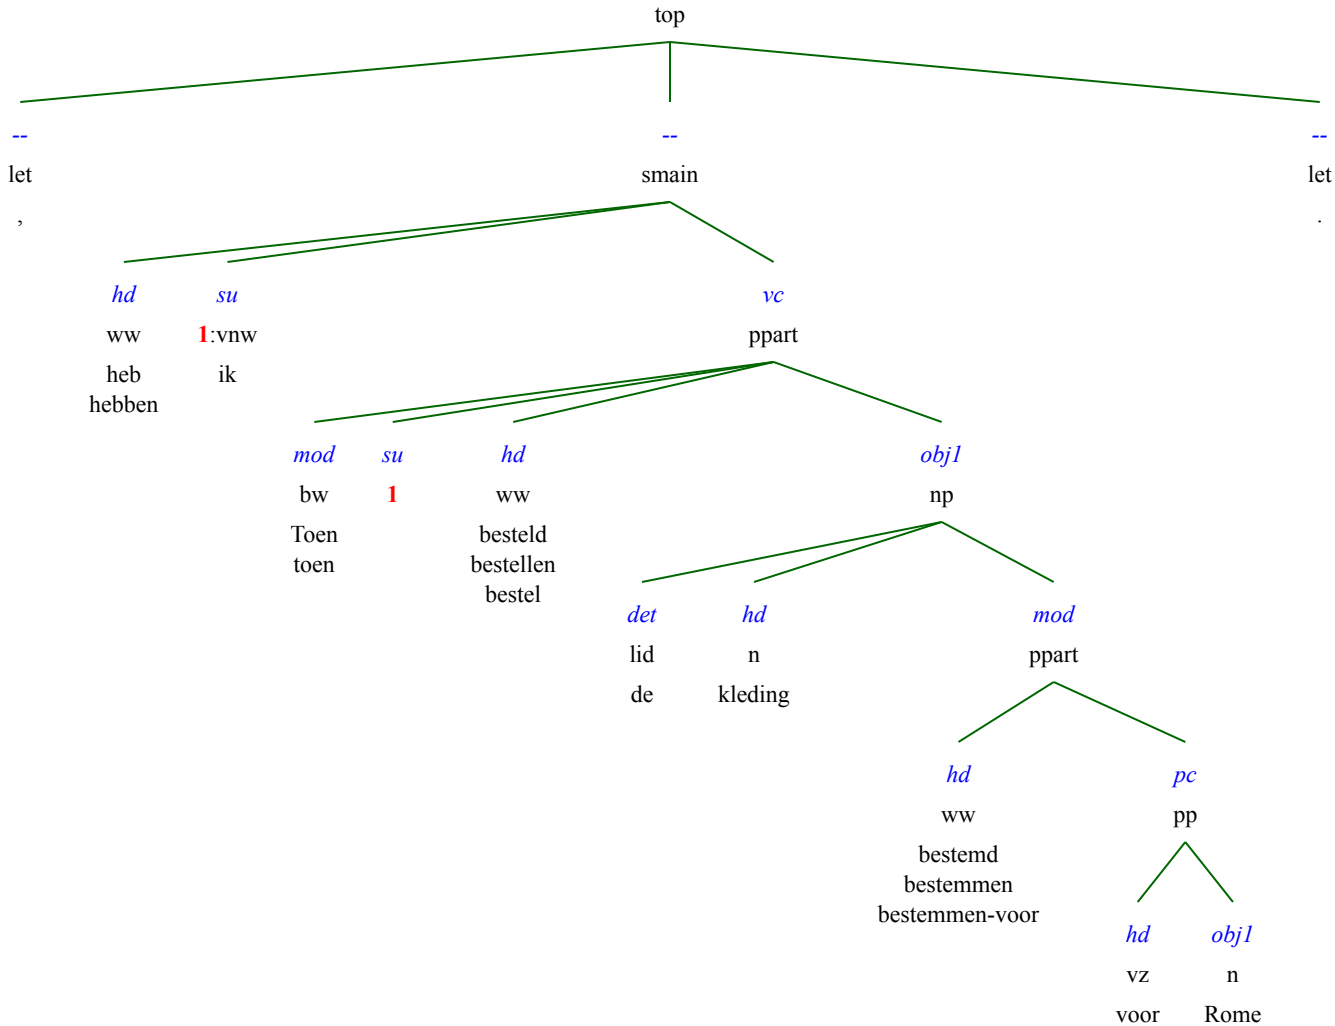 top
-- -- --
let smain let
, .
hd su vc
ww 1:vnw ppart
heb ik
hebben
mod su hd obj1
bw 1 ww np
Toen besteld
toen bestellen
bestel
det hd mod
lid n ppart
de kleding
hd pc
ww pp
bestemd
bestemmen
bestemmen-voor
hd obj1
vz n
voor Rome